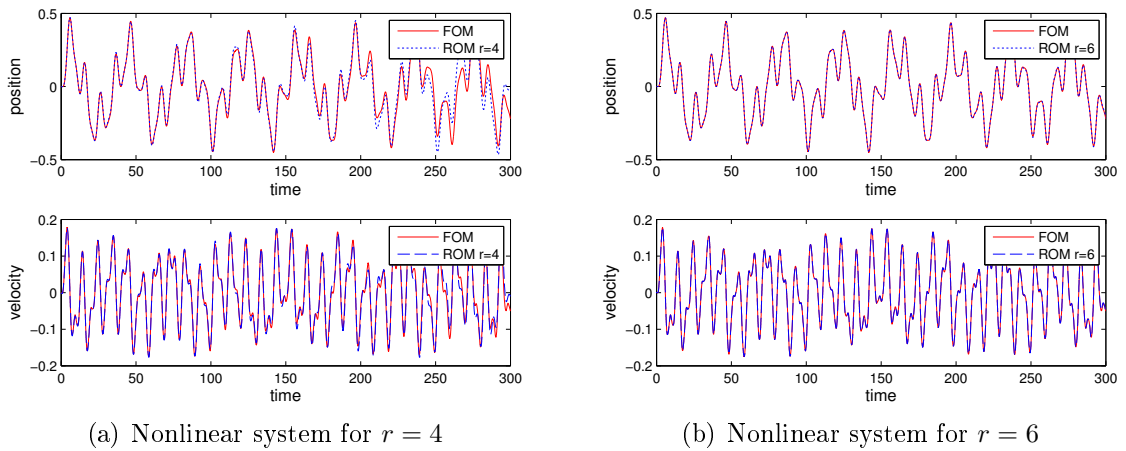 0.5
0
−0.5
position
FOM
ROM r=4
0 50 100 150 200 250 300
time
0.2
0.1
0
−0.1
−0.2
velocity
FOM
ROM r=4
0 50 100 150 200 250 300
time
(a) Nonlinear system for r = 4
0.5
0
−0.5
position
FOM
ROM r=6
0 50 100 150 200 250 300
time
0.2
0.1
0
−0.1
−0.2
velocity
FOM
ROM r=6
0 50 100 150 200 250 300
time
(b) Nonlinear system for r = 6